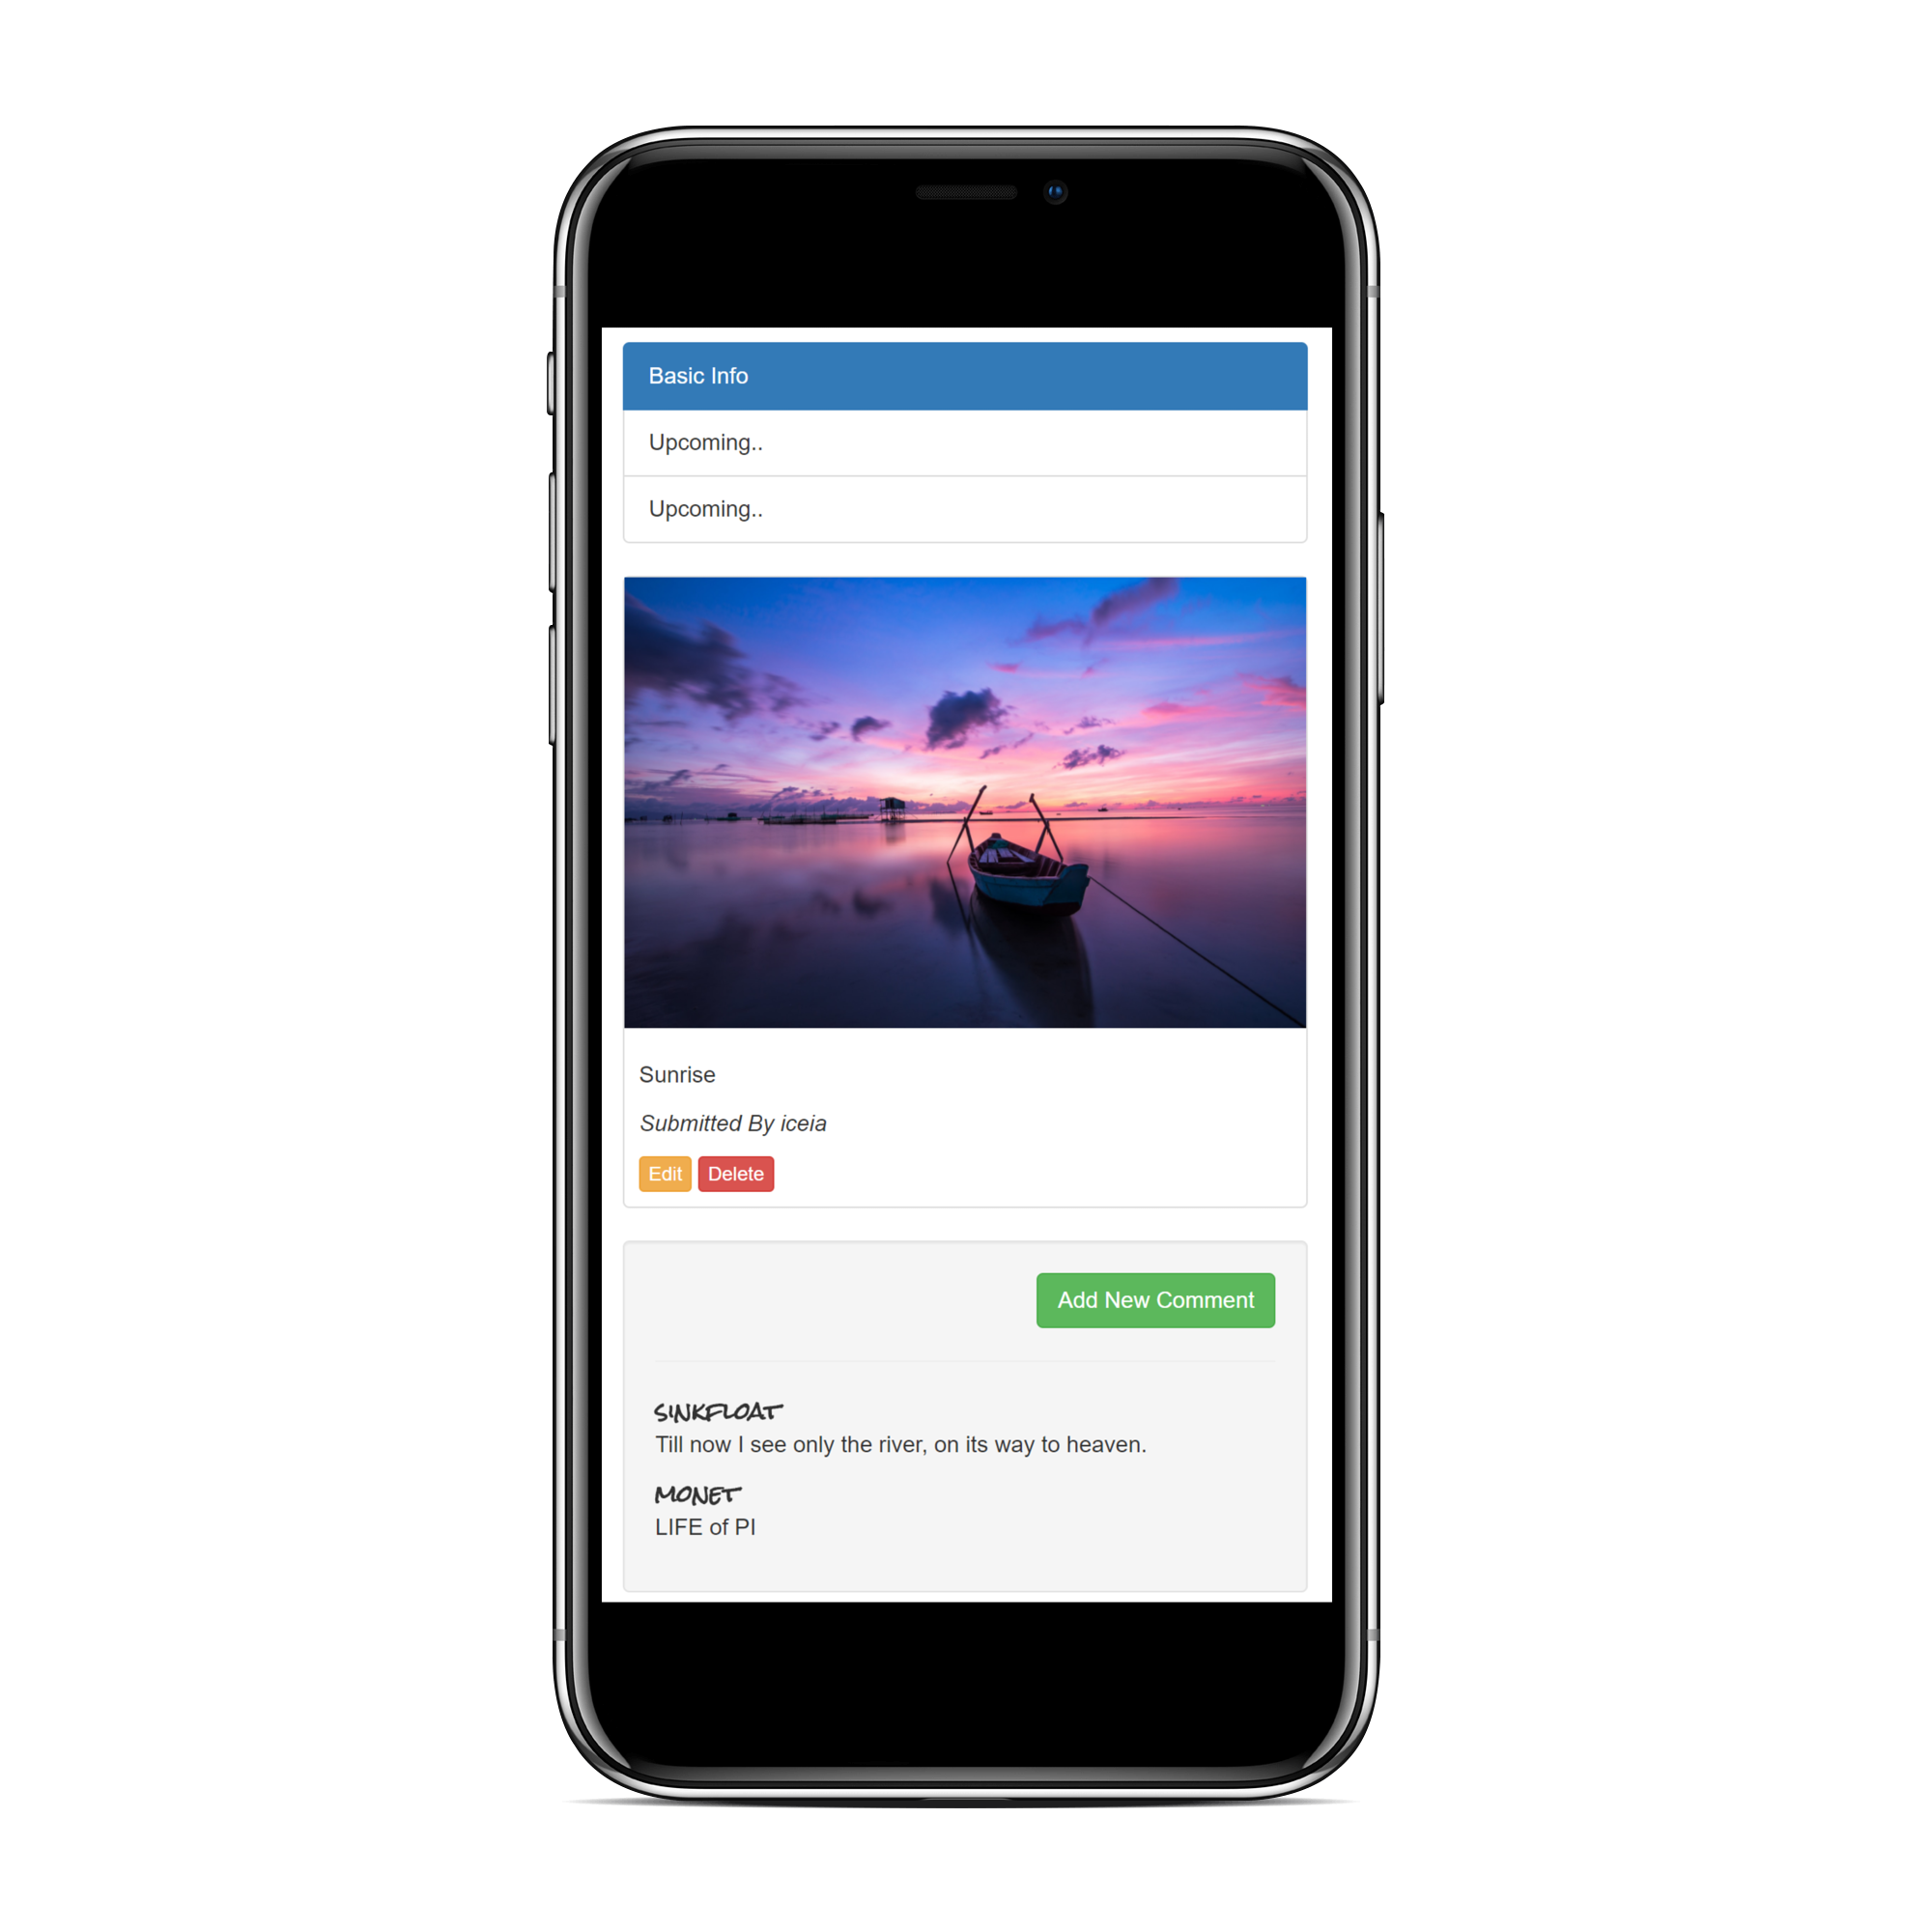 Basic Info
Upcoming..
Upcoming..
Sunrise
Submitted By iceia
Edit Delete
Add New Comment
SINKFLOAT
Till now I see only the river, on its way to heaven.
MONET
LIFE of PI